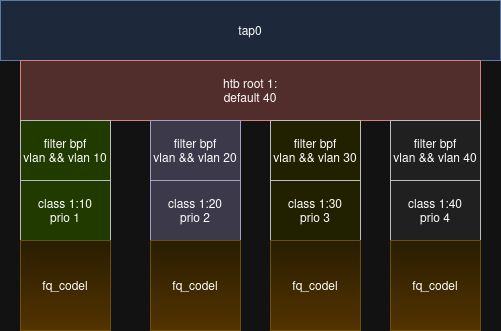 tap0
htb root 1:
default 40
filter bpf
vlan && vlan 10
filter bpf
vlan && vlan 20
filter bpf
vlan && vlan 30
filter bpf
vlan && vlan 40
class 1:10
prio 1
class 1:20
prio 2
class 1:30
prio 3
class 1:40
prio 4
fq_codel
fq_codel
fq_codel
fq_codel